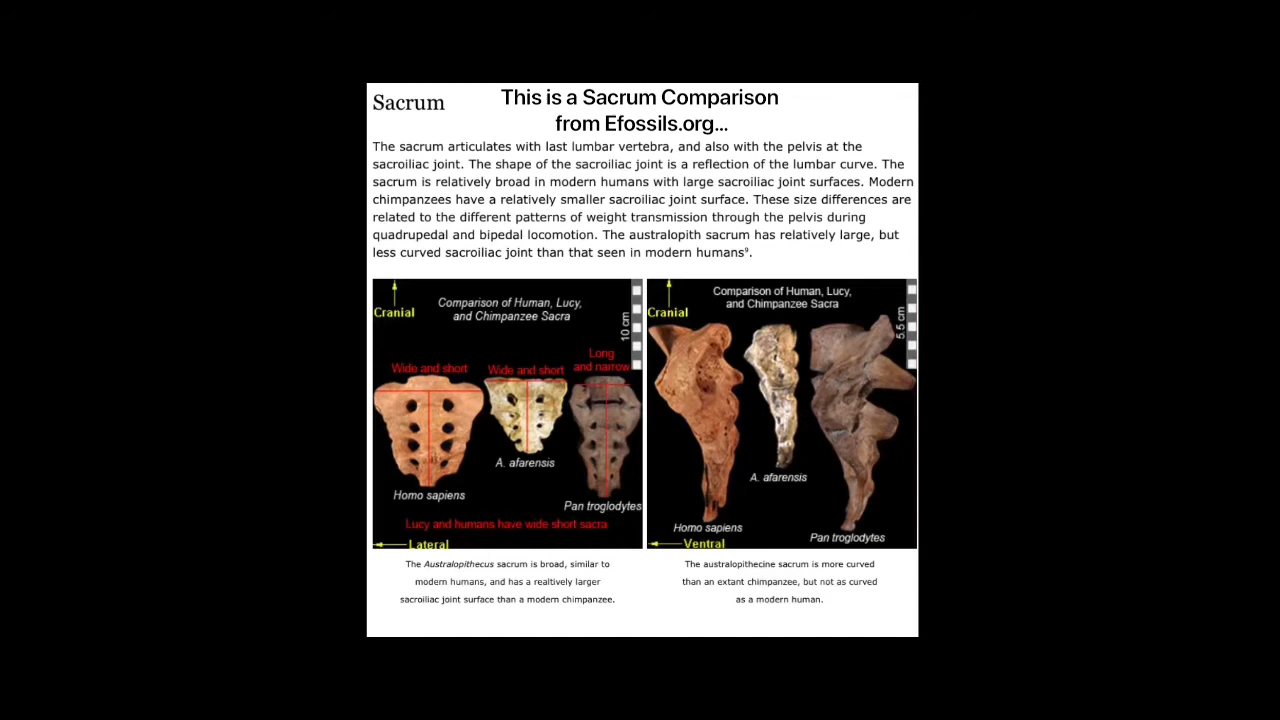 Sacrum
This is a Sacrum Comparison
from Efossils.org...
The sacrum articulates with last lumbar vertebra, and also with the pelvis at the
sacroiliac joint. The shape of the sacroiliac joint is a reflection of the lumbar curve. The
sacrum is relatively broad in modern humans with large sacroiliac joint surfaces. Modern
chimpanzees have a relatively smaller sacroiliac joint surface. These size differences are
related to the different patterns of weight transmission through the pelvis during
quadrupedal and bipedal locomotion. The australopith sacrum has relatively large, but
less curved sacroiliac joint than that seen in modern humans⁹.
Cranial
Comparison of Human, Lucy,
and Chimpanzee Sacra
10 cm
Wide and short
Wide and short
Long
and narrow
A. afarensis
Homo sapiens
Pan troglodytes
Lucy and humans have wide short sacra
Lateral
Cranial
Comparison of Human, Lucy,
and Chimpanzee Sacra
5.5 cm
A. afarensis
Homo sapiens
Pan troglodytes
Ventral
The Australopithecus sacrum is broad, similar to
modern humans, and has a realtively larger
sacroiliac joint surface than a modern chimpanzee.
The australopithecine sacrum is more curved
than an extant chimpanzee, but not as curved
as a modern human.